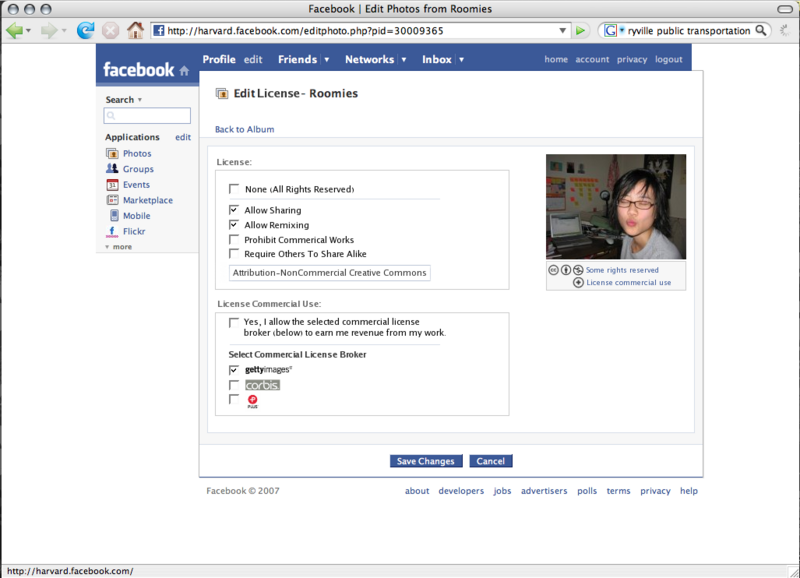 Facebook | Edit Photos from Roomies
http://harvard.facebook.com/editphoto.php?pid=30009365
ryville public transportation
facebook
Profile edit Friends Networks Inbox
home account privacy logout
Search
Applications edit
Photos
Groups
Events
Marketplace
Mobile
Flickr
more
Edit License- Roomies
Back to Album
License:
None (All Rights Reserved)
Allow Sharing
Allow Remixing
Prohibit Commerical Works
Require Others To Share Alike
Attribution-NonCommercial Creative Commons
Some rights reserved
License commercial use
License Commercial Use:
Yes, I allow the selected commercial license
broker (below) to earn me revenue from my work.
Select Commercial License Broker
gettyimages®
corbis.
PLUS
Save Changes Cancel
Facebook © 2007
about developers jobs advertisers polls terms privacy help
http://harvard.facebook.com/